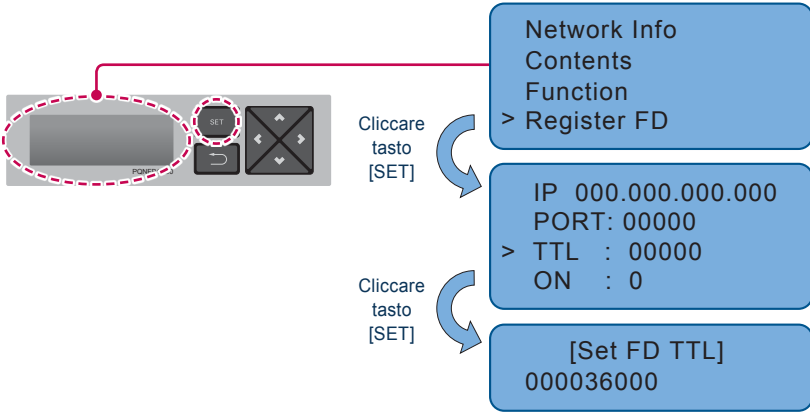 Network Info
Contents
Function
> Register FD
SET
Cliccare
tasto
[SET]
IP 000.000.000.000
PORT: 00000
> TTL : 00000
ON : 0
Cliccare
tasto
[SET]
[Set FD TTL]
000036000